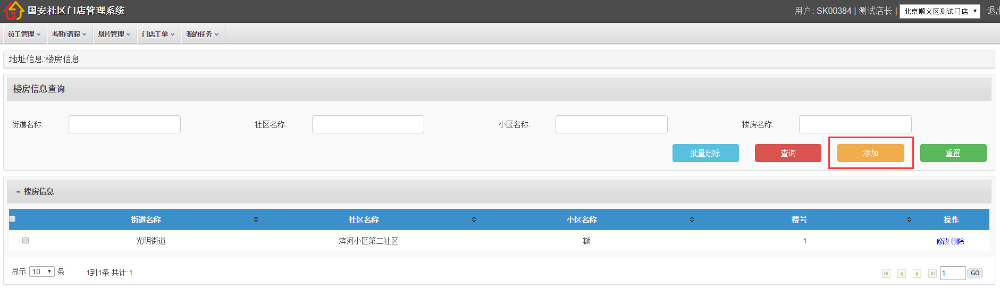 国安社区门店管理系统
用户: SK00384 | 测试店长 | 北京顺义区测试门店 | 退出
员工管理 考勤/请假 划片管理 门店工单 我的任务
地址信息:楼房信息
楼房信息查询
街道名称: 社区名称: 小区名称: 楼房名称:
批量删除 查询 添加 重置
- 楼房信息
街道名称 社区名称 小区名称 楼号 操作
光明街道 滨河小区第二社区 额 1 修改 删除
显示 10 条 1到1条 共计:1 1 GO